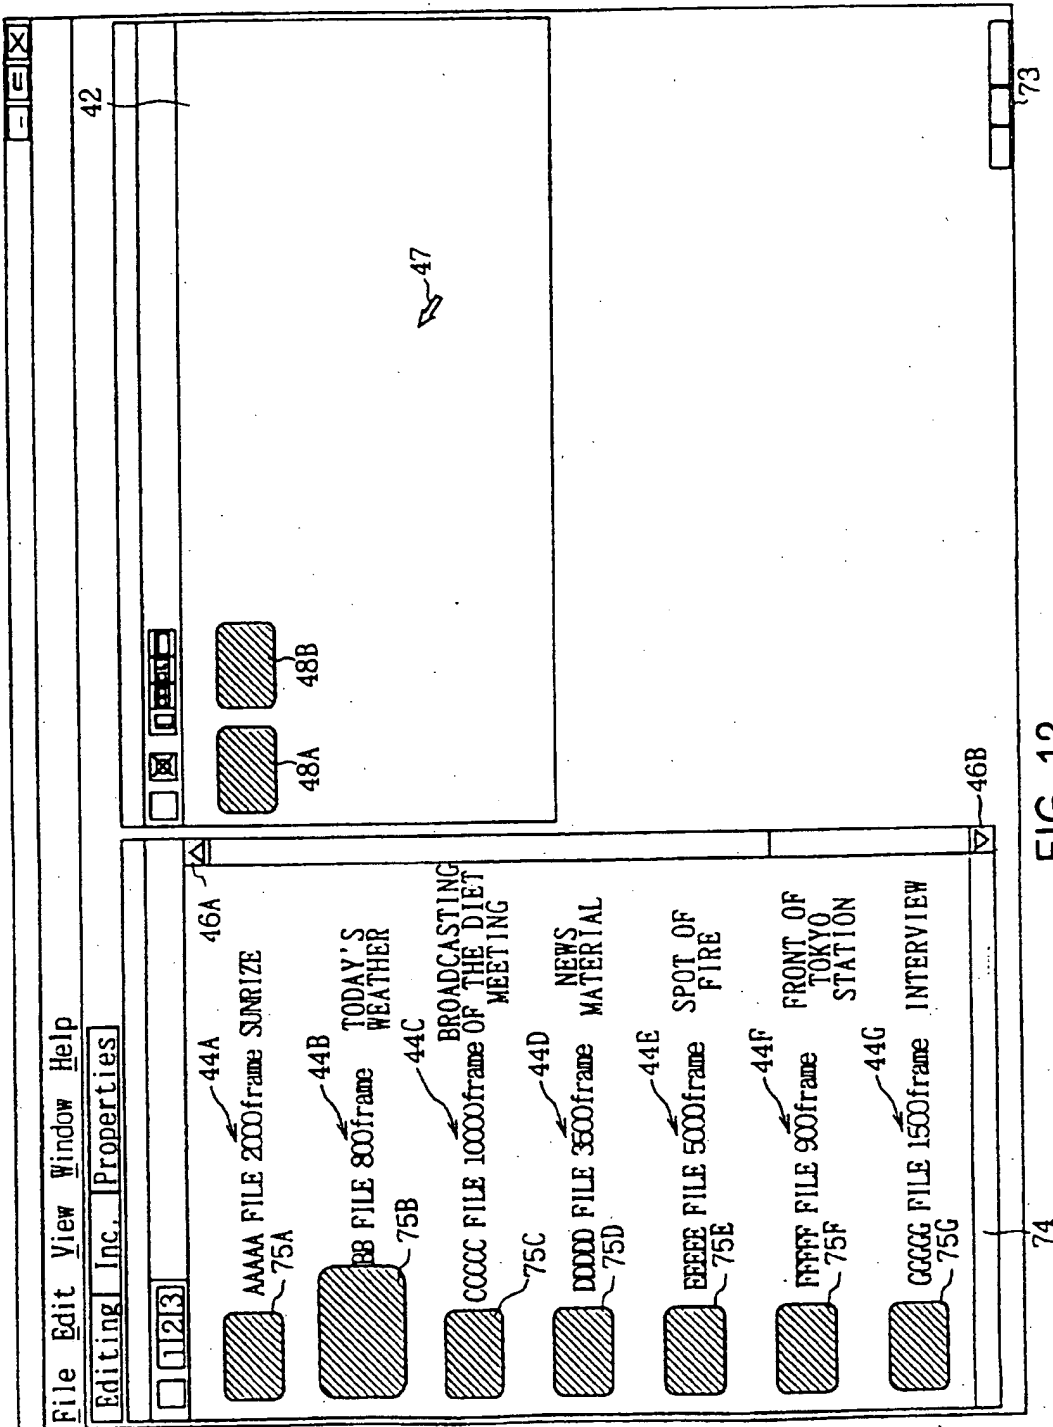 File Edit View Window Help
Editing Inc. Properties
1 2 3
42
46A
44A
AAAAA FILE 2000frame SUNRIZE
75A
44B
BB FILE 800frame TODAY'S
WEATHER
75B
44C
BROADCASTING
CCCCC FILE 10000frame OF THE DIET
MEETING
75C
44D
NEWS
DDDDD FILE 3600frame MATERIAL
75D
44E
EEEEE FILE 5000frame SPOT OF
FIRE
75E
44F
FRONT OF
FFFFF FILE 900frame TOKYO
STATION
75F
44G
GGGGG FILE 1500frame INTERVIEW
75G
48A
48B
47
46B
74
73
FIG. 12